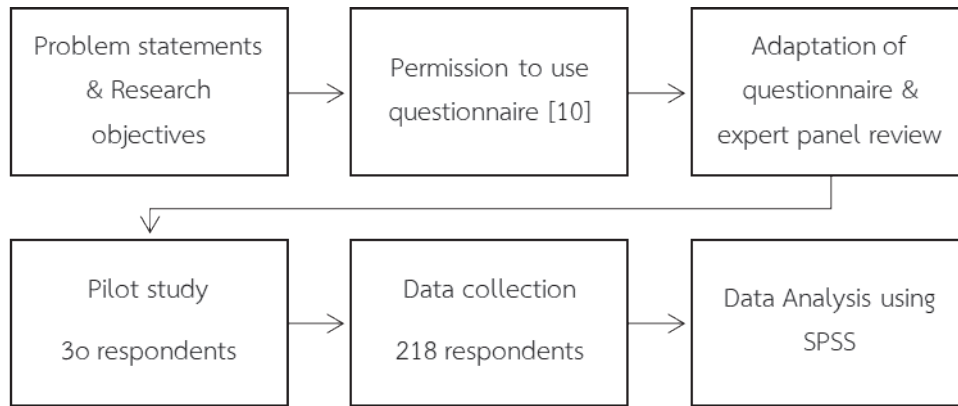 Problem statements
& Research
objectives
Permission to use
questionnaire [10]
Adaptation of
questionnaire &
expert panel review
Pilot study
3o respondents
Data collection
218 respondents
Data Analysis using
SPSS